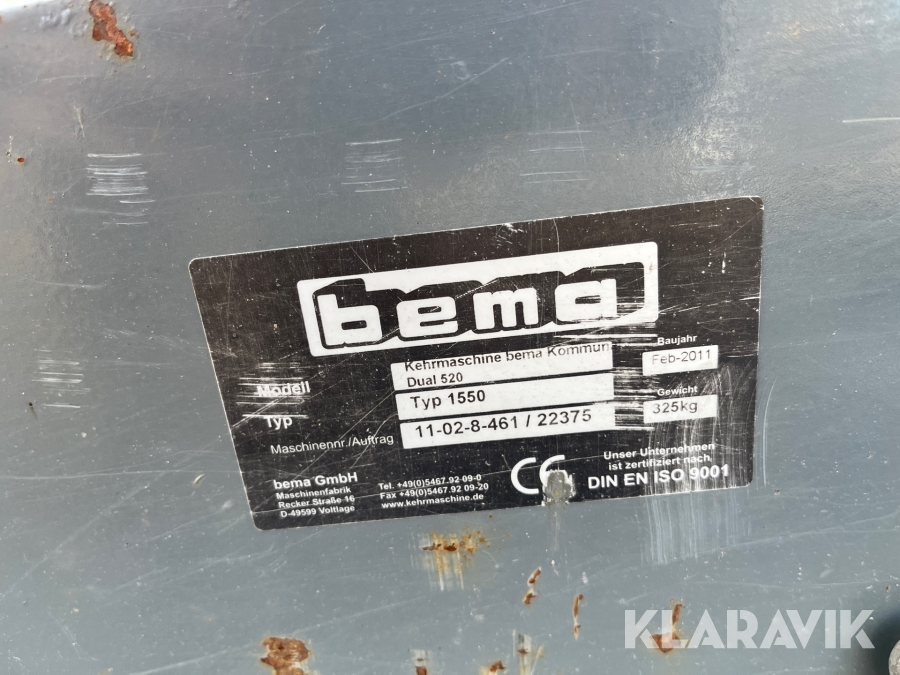 bema
Modell
Kehrmaschine bema Kommun
Dual 520
Baujahr
Feb-2011
Typ
Typ 1550
Gewicht
325kg
Maschinennr./Auftrag
11-02-8-461 / 22375
bema GmbH
Maschinenfabrik
Recker Straße 16
D-49599 Voltlage
Tel. +49(0)5467.92 09-0
Fax +49(0)5467.92 09-20
www.kehrmaschine.de
CE
Unser Unternehmen
ist zertifiziert nach
DIN EN ISO 9001
KLARAVIK